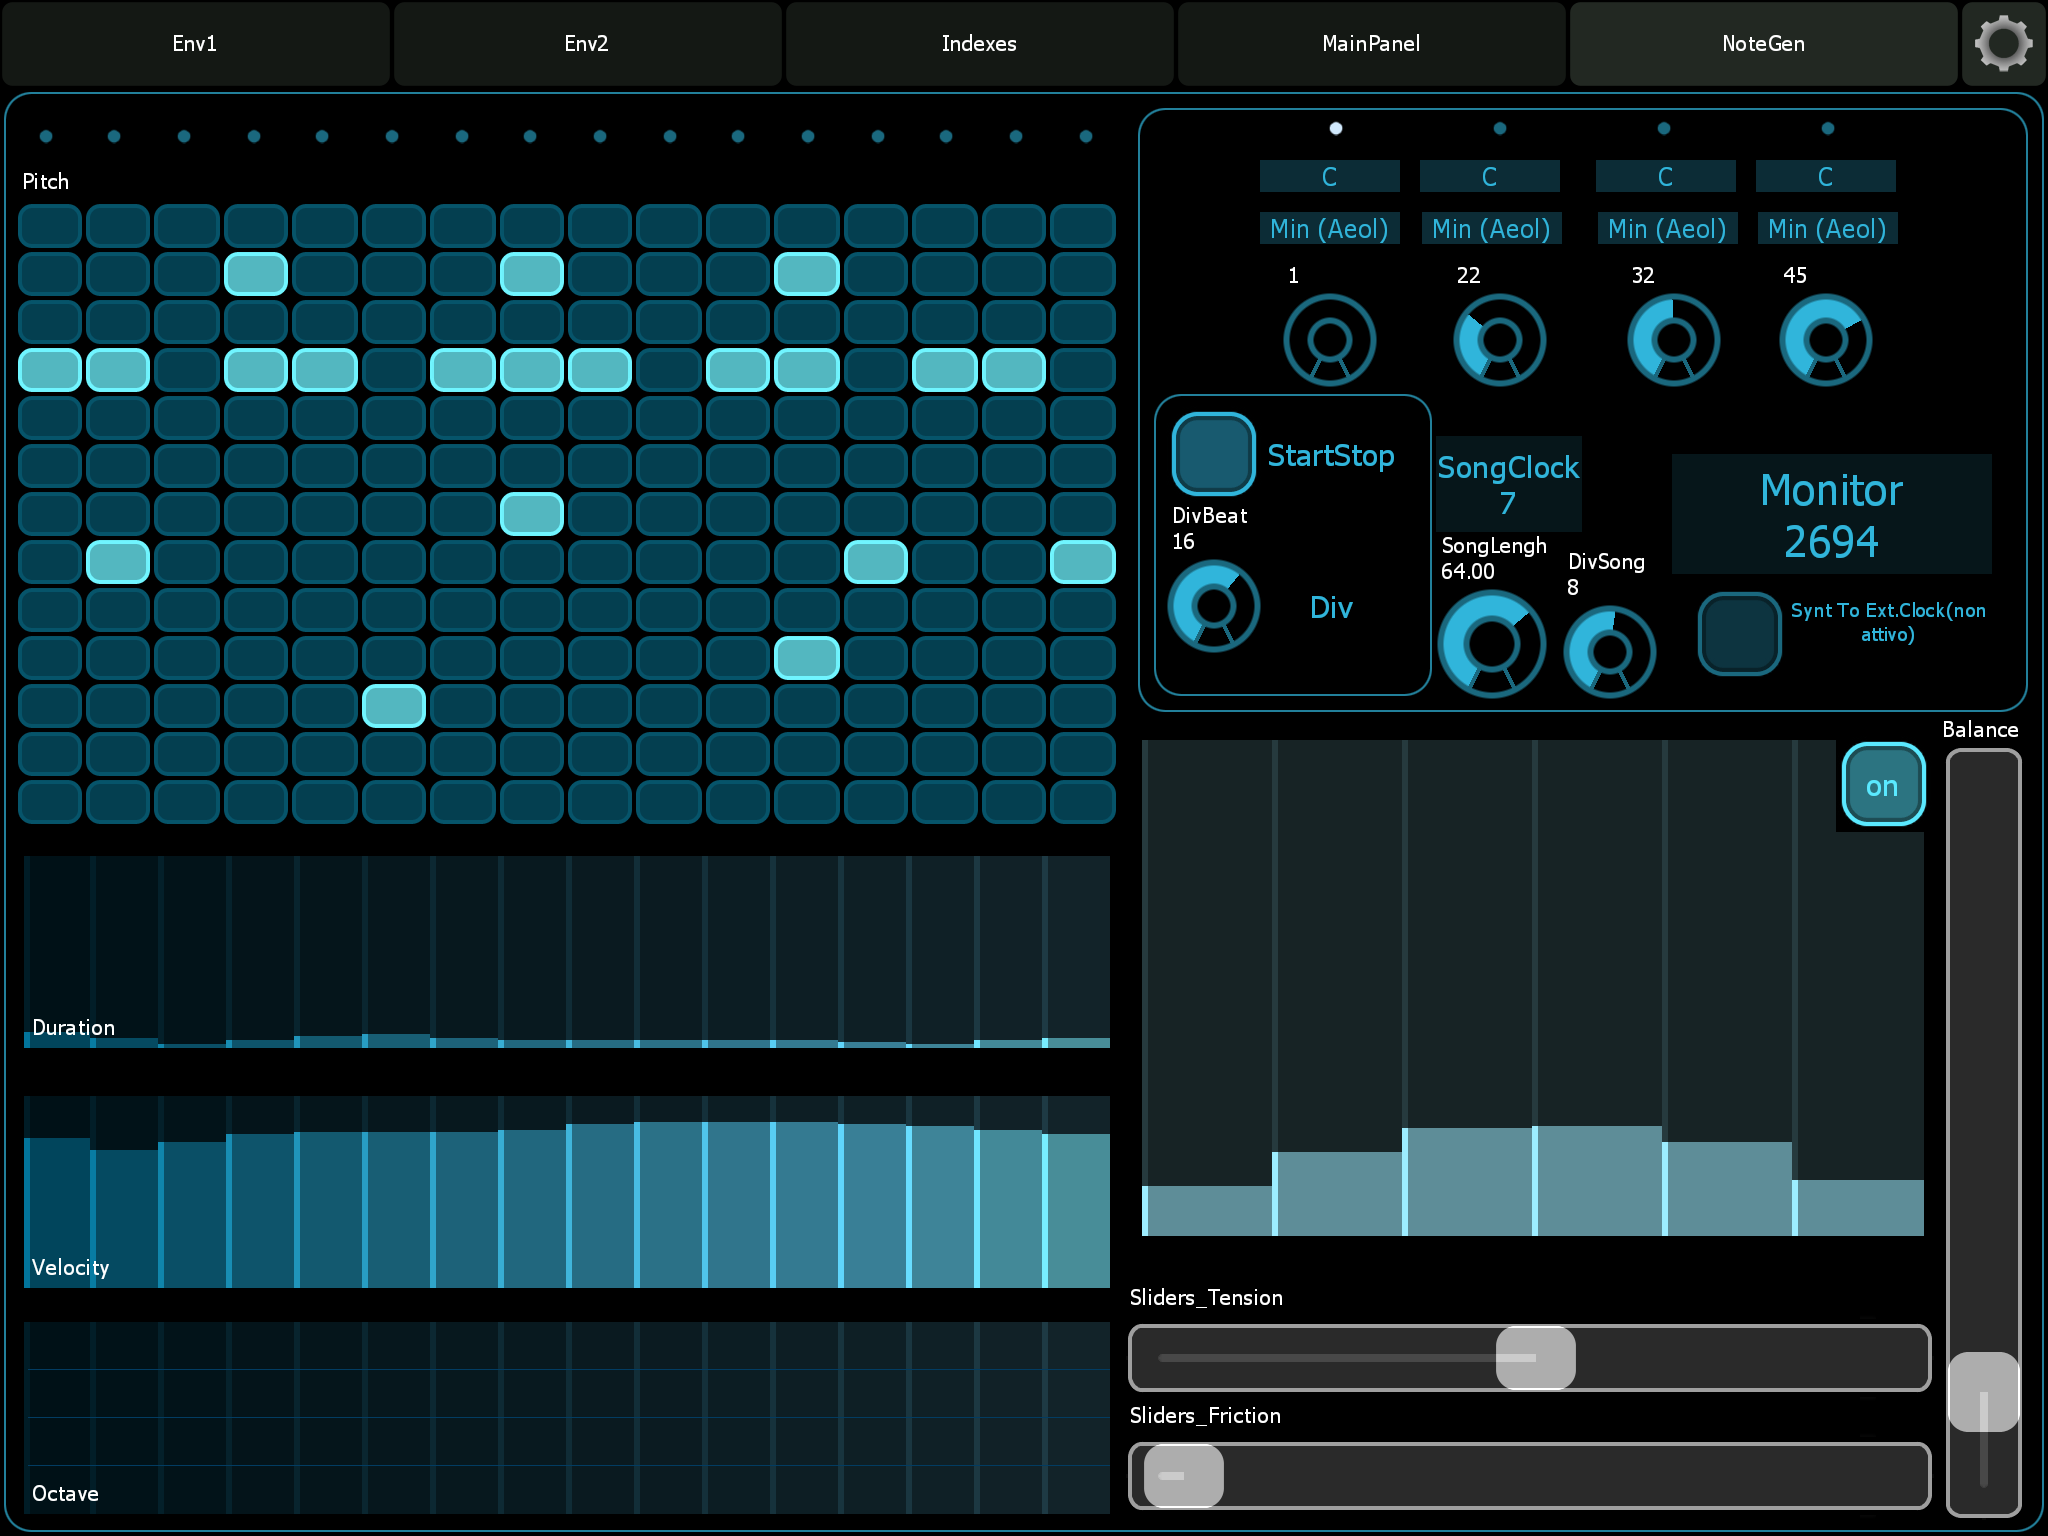 Env1
Env2
Indexes
MainPanel
NoteGen
Pitch
C
C
C
C
Min (Aeol)
Min (Aeol)
Min (Aeol)
Min (Aeol)
1
22
32
45
StartStop
DivBeat
16
Div
SongClock
7
SongLengh
64.00
DivSong
8
Monitor
2694
Synt To Ext.Clock(non
attivo)
Balance
on
Duration
Velocity
Octave
Sliders_Tension
Sliders_Friction